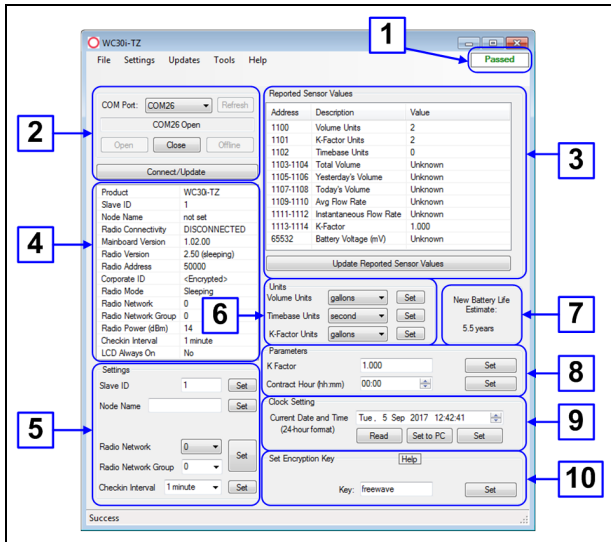 1
WC30i-TZ
File Settings Updates Tools Help
Passed
2
COM Port: COM26 Refresh
COM26 Open
Open Close Offline
Connect/Update
Reported Sensor Values
Address Description Value
1100 Volume Units 2
1101 K-Factor Units 2
1102 Timebase Units 0
1103-1104 Total Volume Unknown
1105-1106 Yesterday's Volume Unknown
1107-1108 Today's Volume Unknown
1109-1110 Avg Flow Rate Unknown
1111-1112 Instantaneous Flow Rate Unknown
1113-1114 K-Factor 1.000
65532 Battery Voltage (mV) Unknown
Update Reported Sensor Values
3
4
Product WC30i-TZ
Slave ID 1
Node Name not set
Radio Connectivity DISCONNECTED
Mainboard Version 1.02.00
Radio Version 2.50 (sleeping)
Radio Address 50000
Corporate ID <Encrypted>
Radio Mode Sleeping
Radio Network 0
Radio Network Group 0
Radio Power (dBm) 14
Checkin Interval 1 minute
LCD Always On No
6
Units
Volume Units gallons Set
Timebase Units second Set
K-Factor Units gallons Set
New Battery Life
Estimate:
5.5 years
7
5
Settings
Slave ID 1 Set
Node Name Set
Radio Network 0
Radio Network Group 0
Set
Checkin Interval 1 minute Set
Parameters
K Factor 1.000 Set
Contract Hour (hh:mm) 00:00 Set
8
Clock Setting
Current Date and Time Tue , 5 Sep 2017 12:42:41
(24-hour format)
Read Set to PC Set
9
Set Encryption Key Help
Key: freewave Set
10
Success